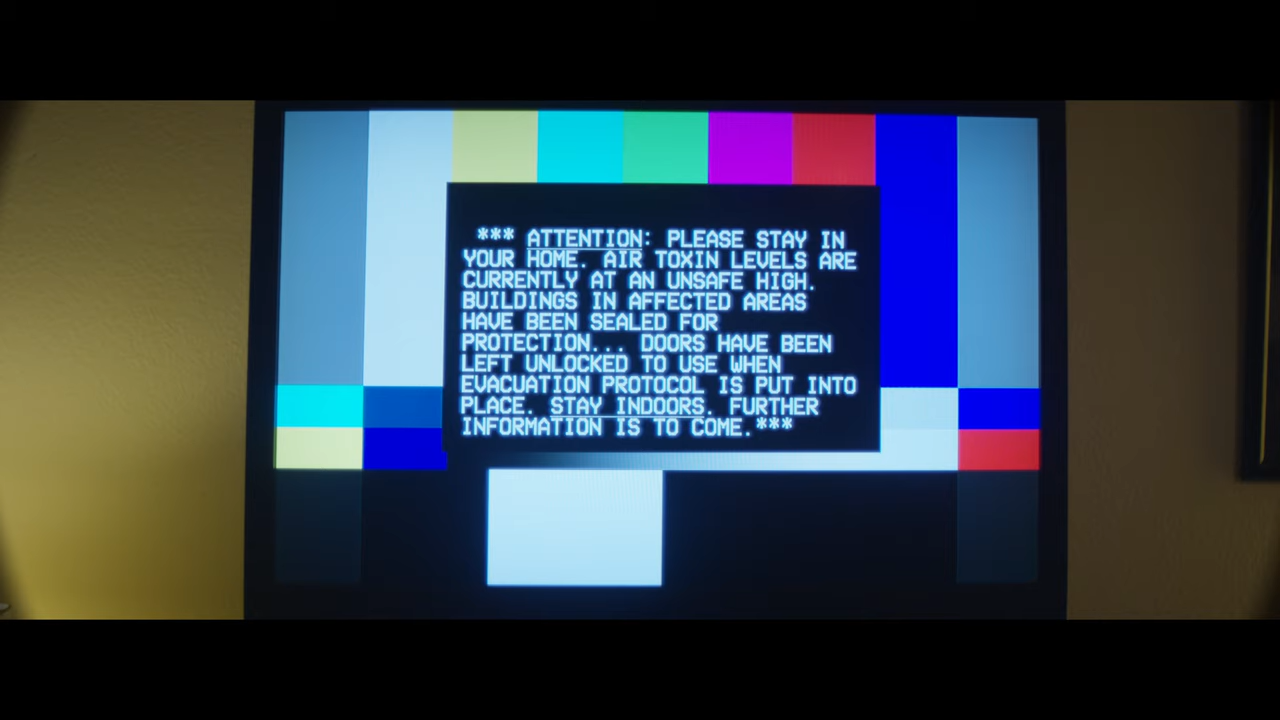 *** ATTENTION: PLEASE STAY IN
YOUR HOME. AIR TOXIN LEVELS ARE
CURRENTLY AT AN UNSAFE HIGH.
BUILDINGS IN AFFECTED AREAS
HAVE BEEN SEALED FOR
PROTECTION... DOORS HAVE BEEN
LEFT UNLOCKED TO USE WHEN
EVACUATION PROTOCOL IS PUT INTO
PLACE. STAY INDOORS. FURTHER
INFORMATION IS TO COME.***